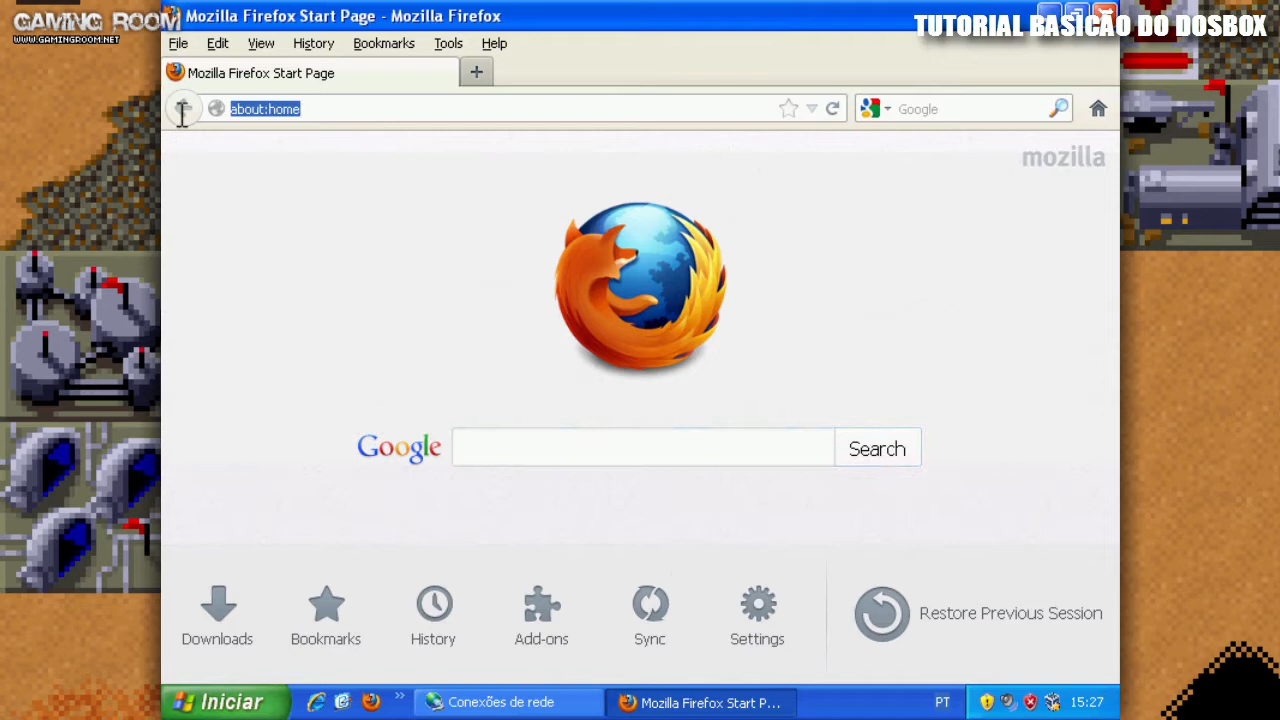 GAMING ROOM
WWW.GAMINGROOM.NET
Mozilla Firefox Start Page - Mozilla Firefox
TUTORIAL BASICÃO DO DOSBOX
File Edit View History Bookmarks Tools Help
Mozilla Firefox Start Page
about:home
Google
mozilla
Google
Search
Downloads
Bookmarks
History
Add-ons
Sync
Settings
Restore Previous Session
Iniciar
Conexões de rede
Mozilla Firefox Start P...
PT
15:27